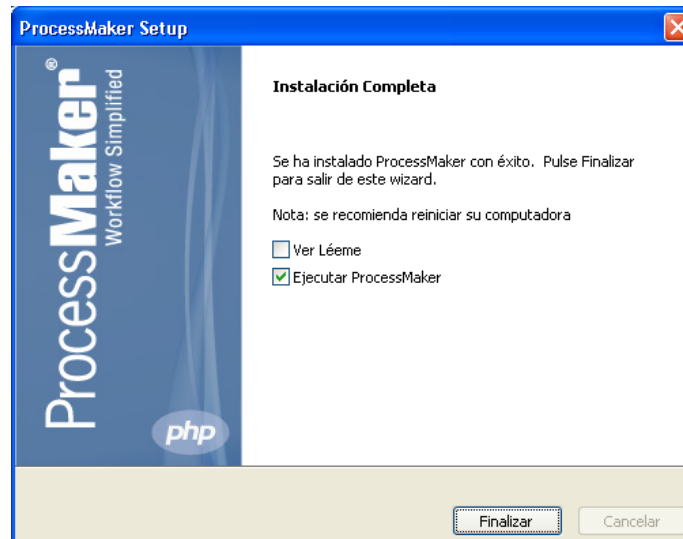 ProcessMaker Setup
ProcessMaker®
Workflow Simplified
php
Instalación Completa
Se ha instalado ProcessMaker con éxito. Pulse Finalizar
para salir de este wizard.
Nota: se recomienda reiniciar su computadora
Ver Léeme
Ejecutar ProcessMaker
Finalizar
Cancelar